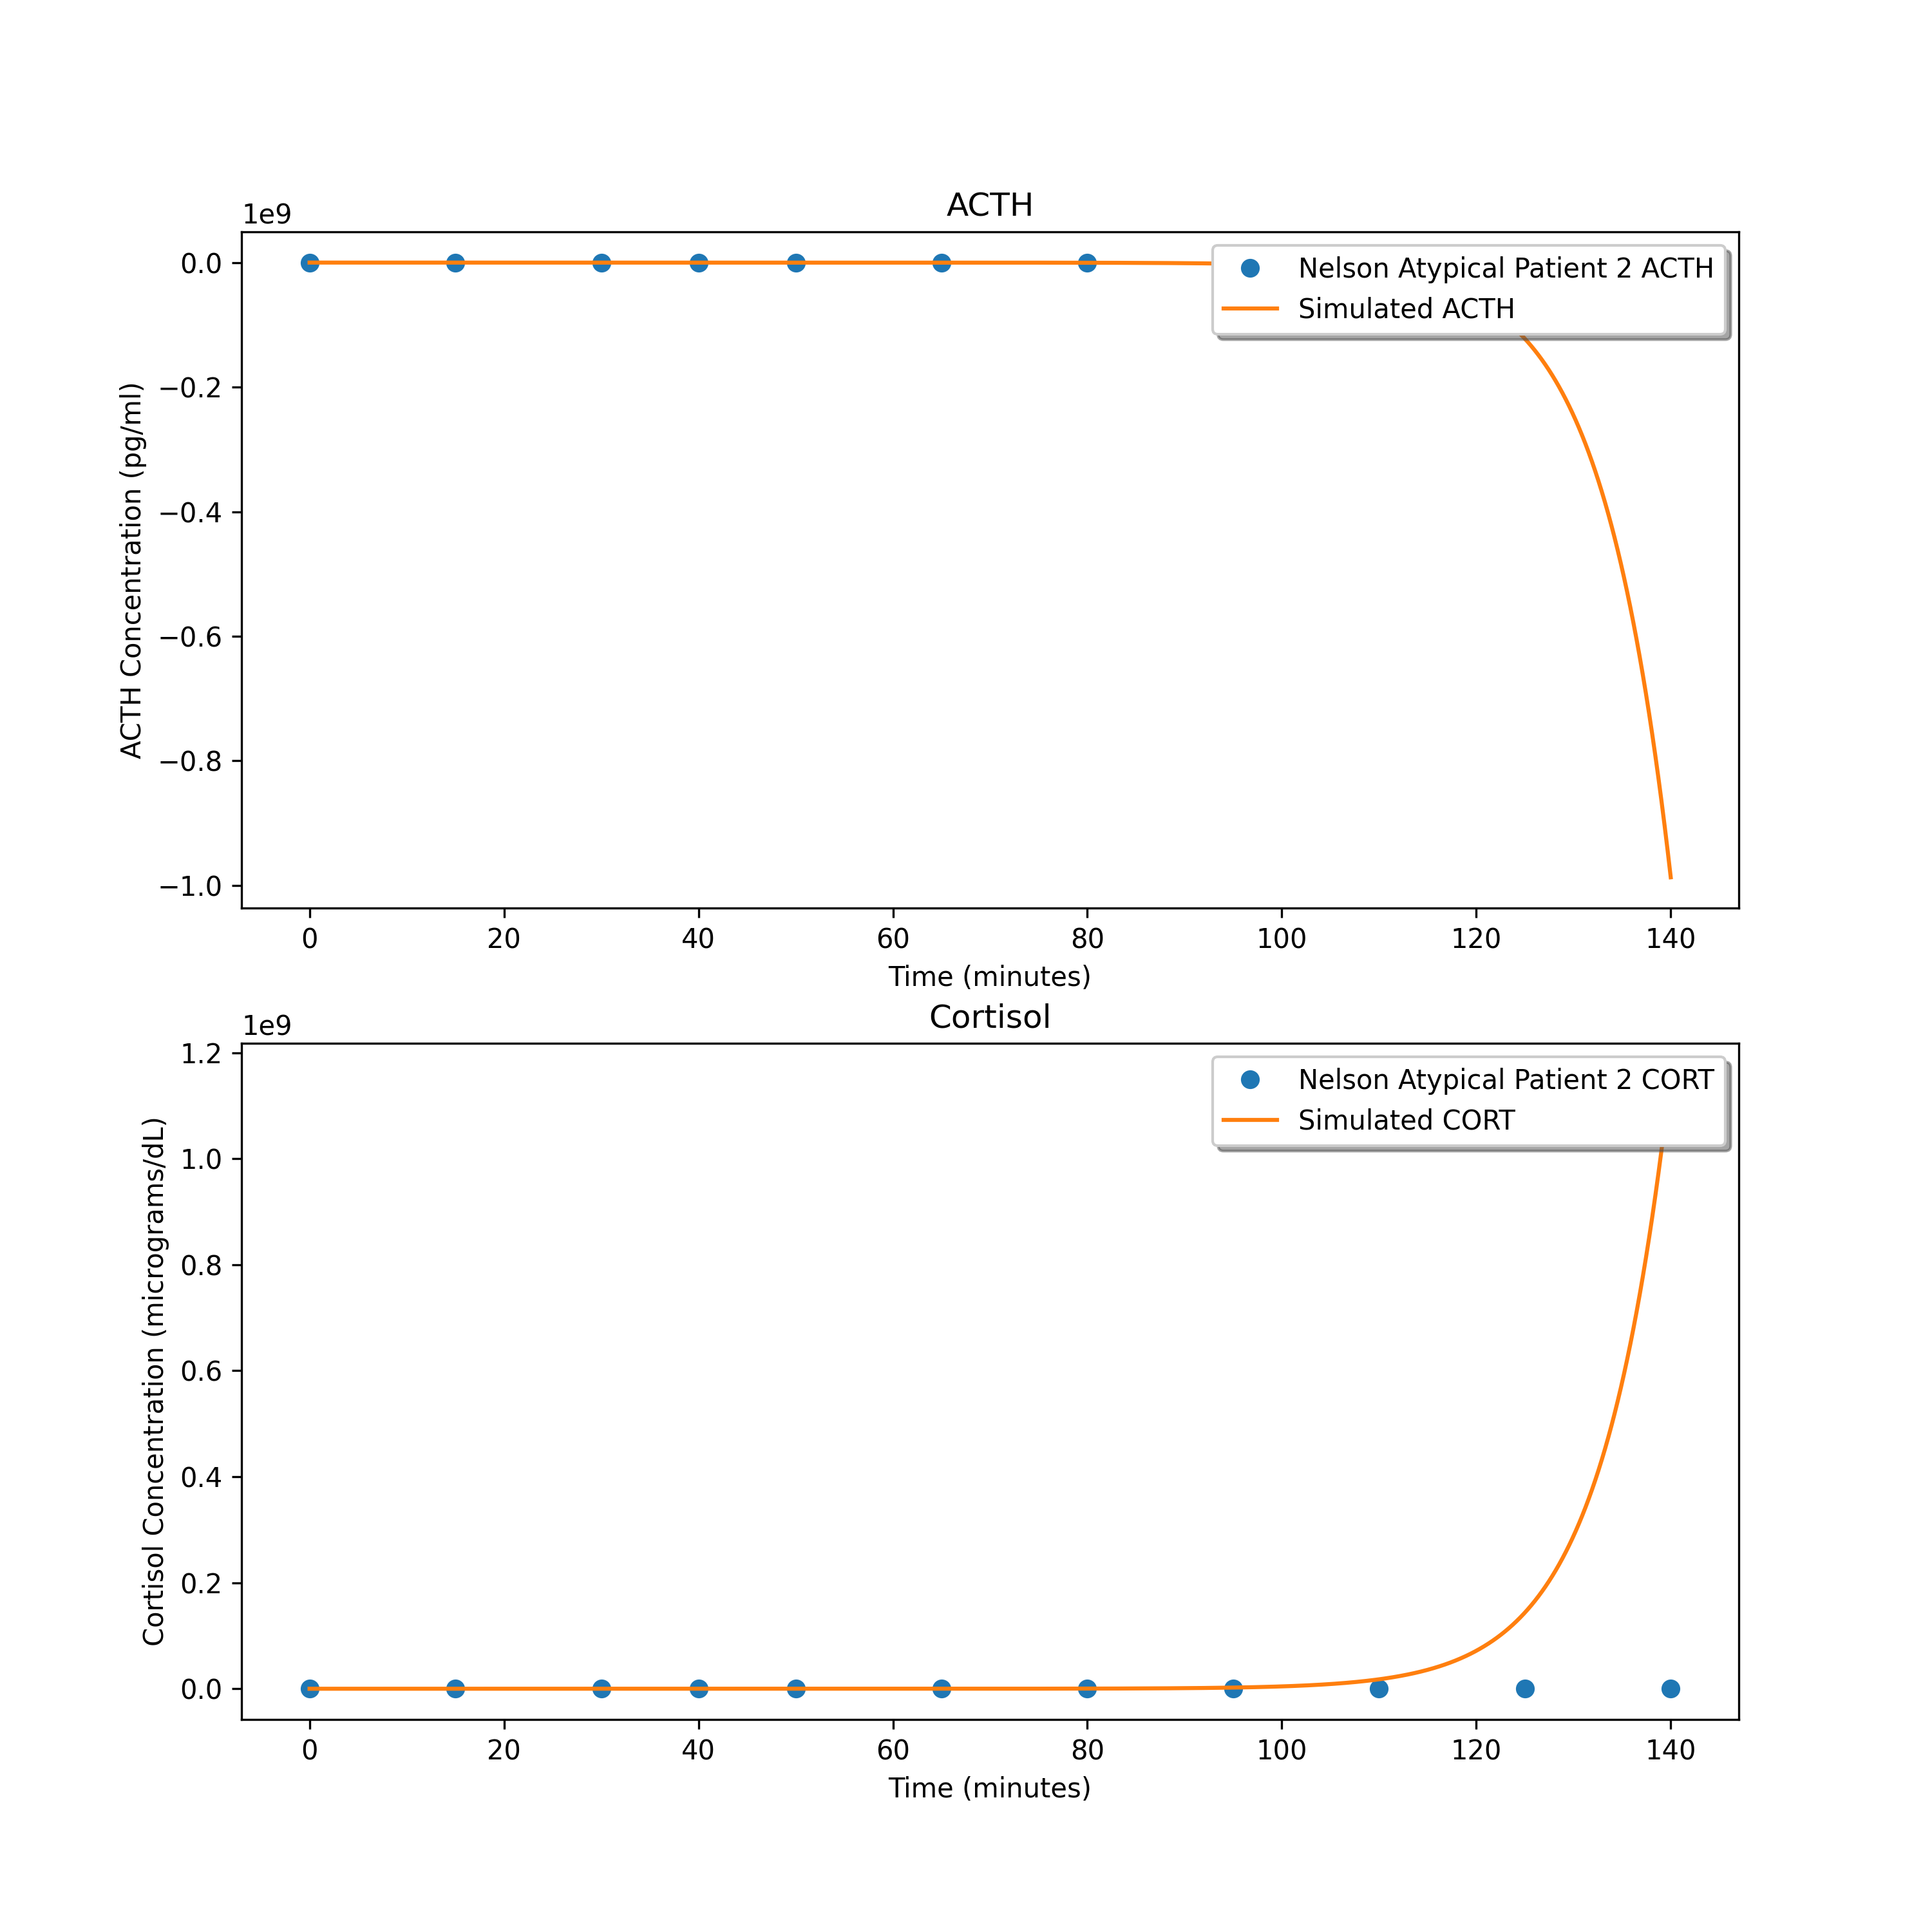 ACTH
1e9
Nelson Atypical Patient 2 ACTH
Simulated ACTH
0.0
−0.2
−0.4
−0.6
−0.8
−1.0
ACTH Concentration (pg/ml)
0 20 40 60 80 100 120 140
Time (minutes)
Cortisol
1e9
Nelson Atypical Patient 2 CORT
Simulated CORT
1.2
1.0
0.8
0.6
0.4
0.2
0.0
Cortisol Concentration (micrograms/dL)
0 20 40 60 80 100 120 140
Time (minutes)